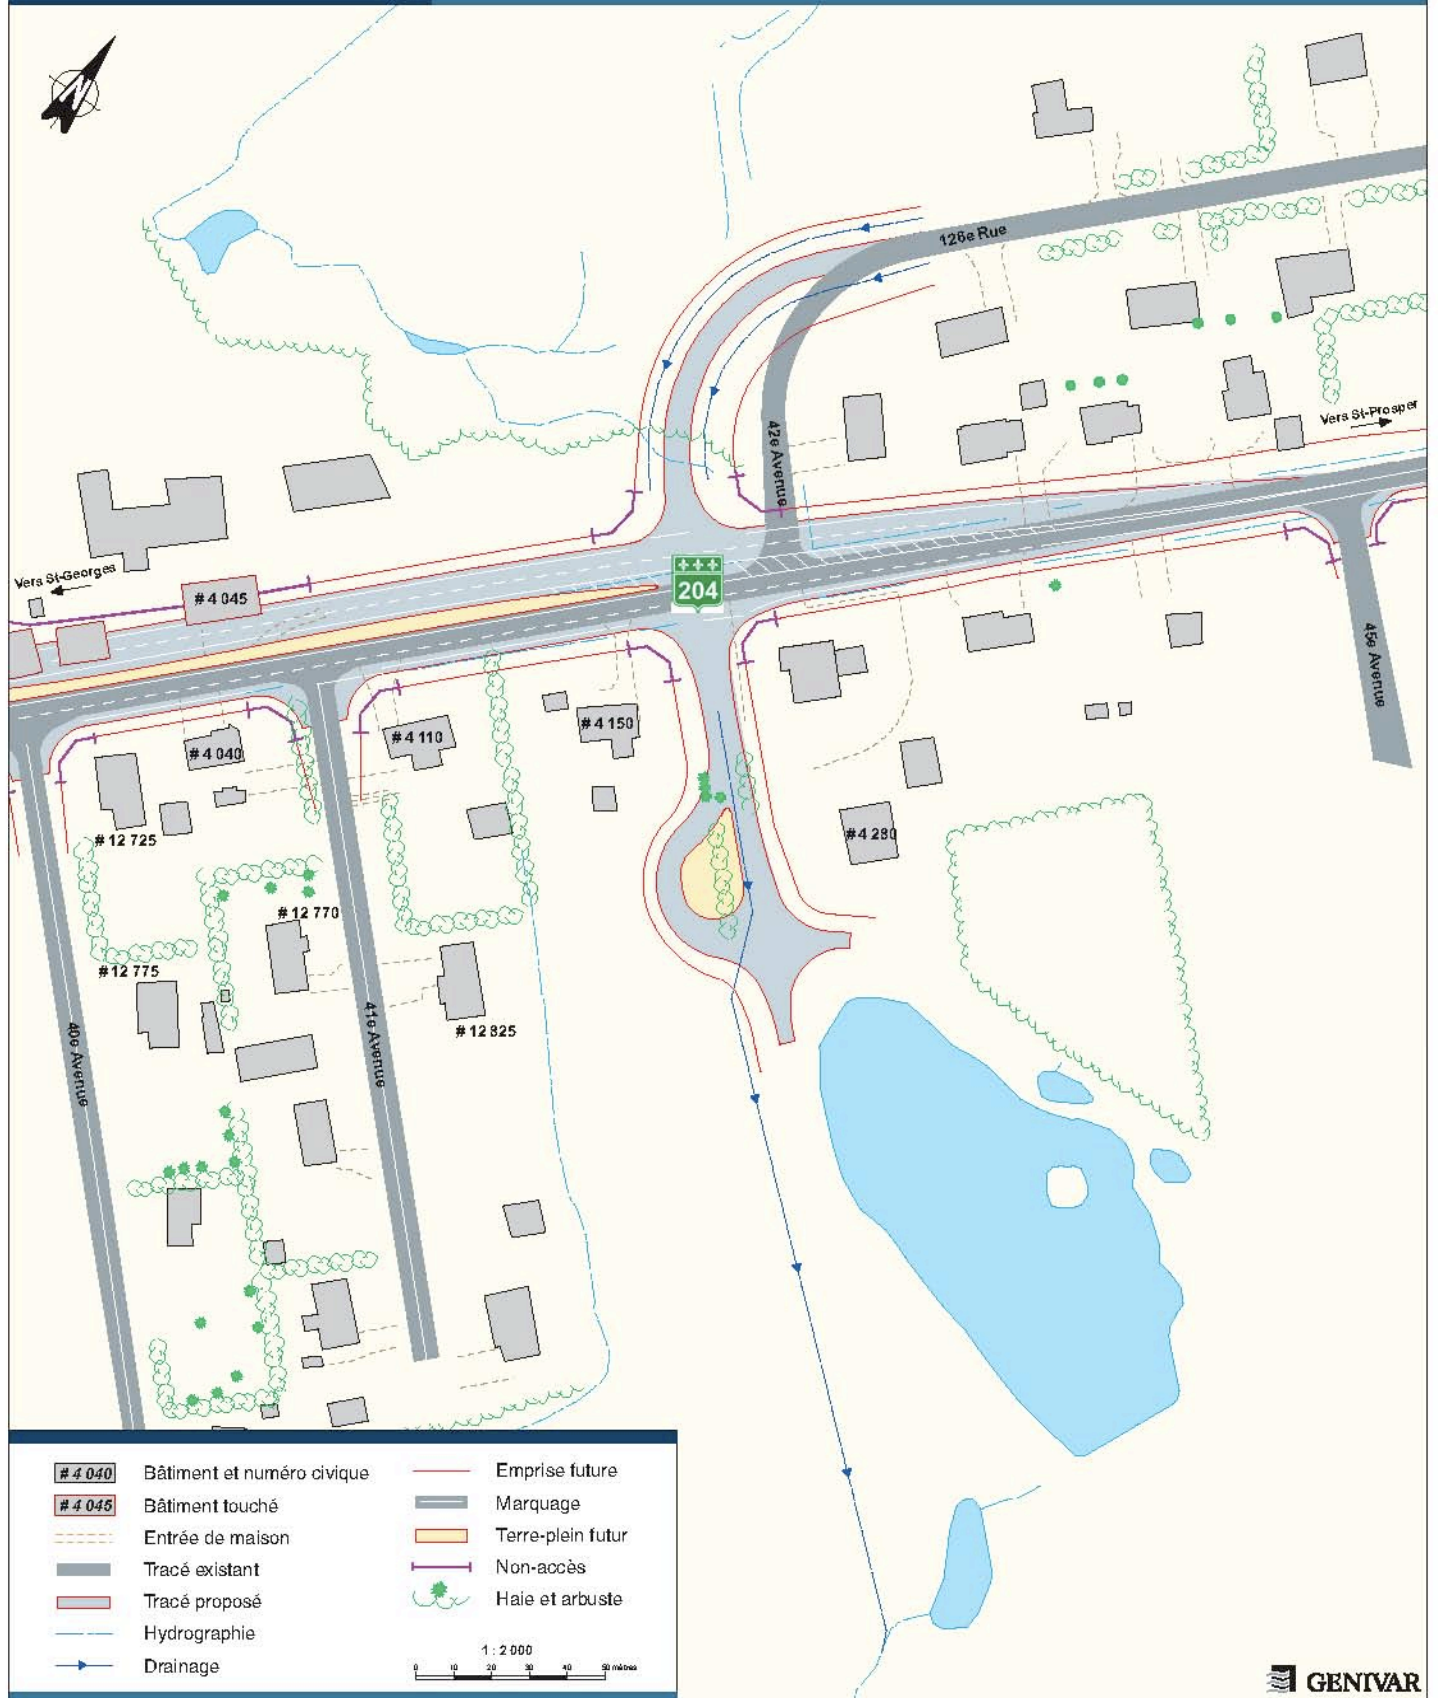 N
126e Rue
Vers St-Prosper
42e Avenue
Vers St-Georges
# 4 045
204
45e Avenue
# 4 040
# 4 110
# 4 150
# 12 725
# 4 280
# 12 770
# 12 775
# 12 825
40e Avenue
41e Avenue
# 4 040 Bâtiment et numéro civique
# 4 045 Bâtiment touché
Entrée de maison
Tracé existant
Tracé proposé
Hydrographie
Drainage
Emprise future
Marquage
Terre-plein futur
Non-accès
Haie et arbuste
1 : 2 000
0 10 20 30 40 50 mètres
GENIVAR